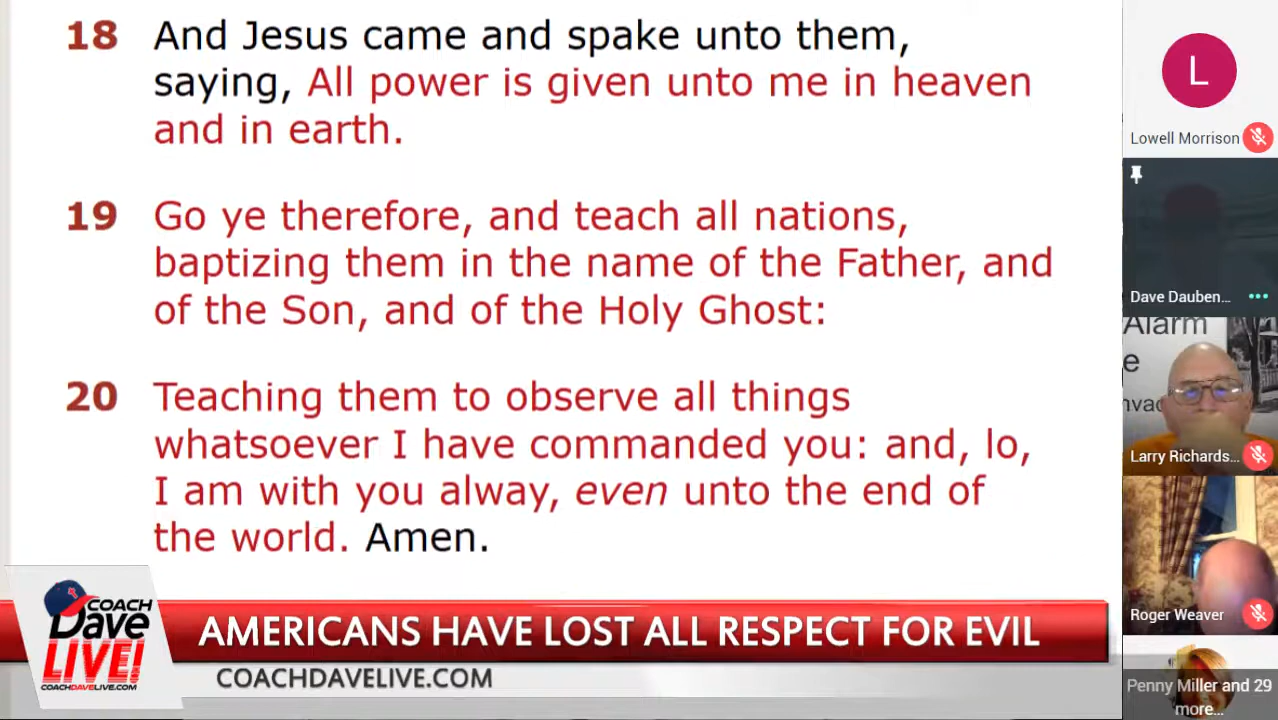 18 And Jesus came and spake unto them,
saying, All power is given unto me in heaven
and in earth.
19 Go ye therefore, and teach all nations,
baptizing them in the name of the Father, and
of the Son, and of the Holy Ghost:
20 Teaching them to observe all things
whatsoever I have commanded you: and, lo,
I am with you alway, even unto the end of
the world. Amen.
COACH
Dave
LIVE!
COACHDAVELIVE.COM
AMERICANS HAVE LOST ALL RESPECT FOR EVIL
COACHDAVELIVE.COM
L
Lowell Morrison
Dave Dauben...
Alarm
e
nvac
Larry Richards...
Roger Weaver
Penny Miller and 29
more...